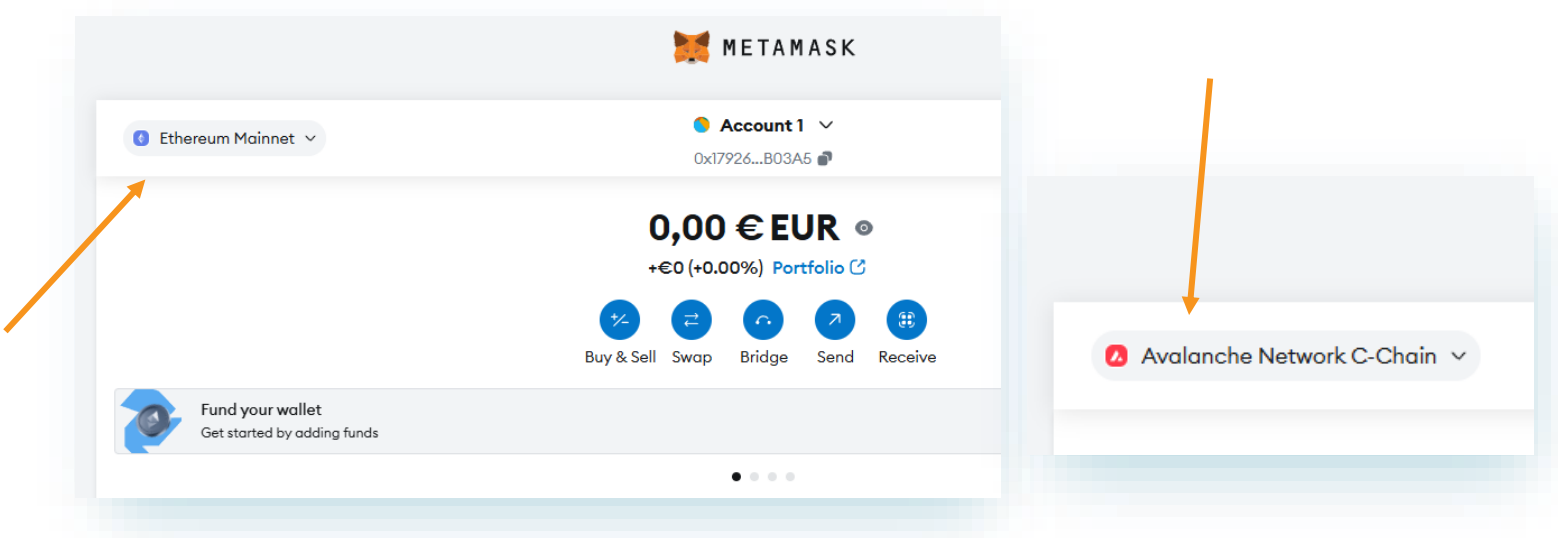 METAMASK
Ethereum Mainnet
Account 1
0x17926...B03A5
0,00 € EUR
+€0 (+0.00%) Portfolio
Buy & Sell Swap Bridge Send Receive
Fund your wallet
Get started by adding funds
Avalanche Network C-Chain